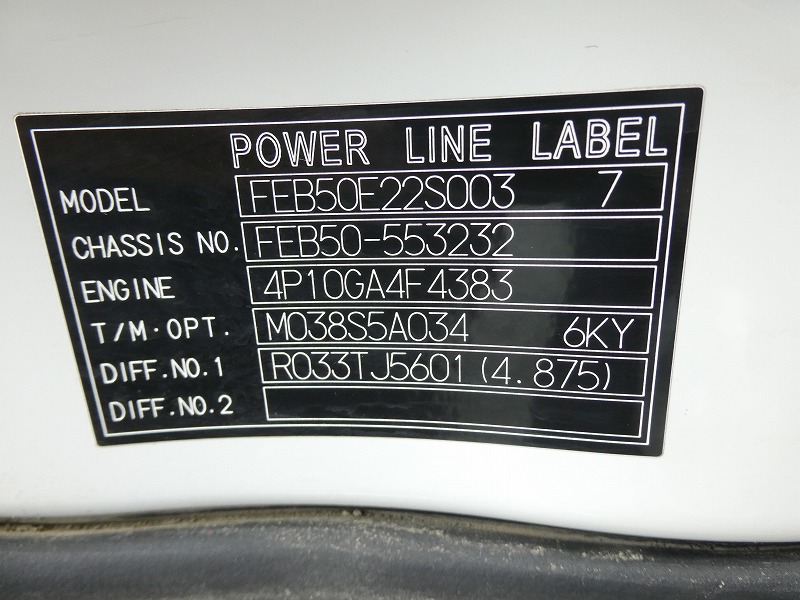 POWER LINE LABEL
MODEL FEB50E22S003 7
CHASSIS NO. FEB50-553232
ENGINE 4P10GA4F4383
T/M·OPT. M038S5A034 6KY
DIFF.NO.1 R033TJ5601 (4.875)
DIFF.NO.2